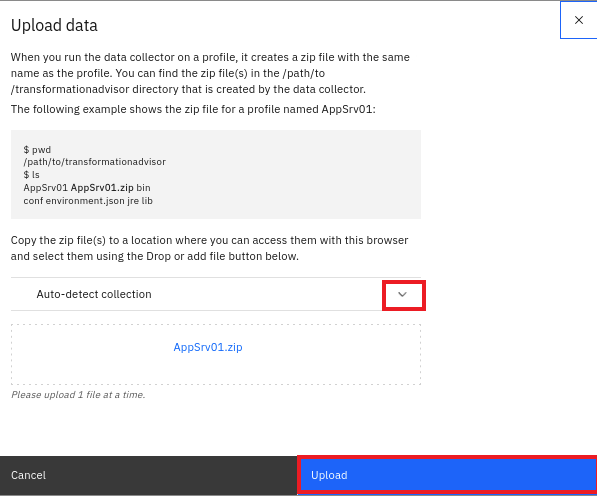 Upload data
When you run the data collector on a profile, it creates a zip file with the same
name as the profile. You can find the zip file(s) in the /path/to
/transformationadvisor directory that is created by the data collector.
The following example shows the zip file for a profile named AppSrv01:
$ pwd
/path/to/transformationadvisor
$ ls
AppSrv01 AppSrv01.zip bin
conf environment.json jre lib
Copy the zip file(s) to a location where you can access them with this browser
and select them using the Drop or add file button below.
Auto-detect collection
AppSrv01.zip
Please upload 1 file at a time.
Cancel
Upload